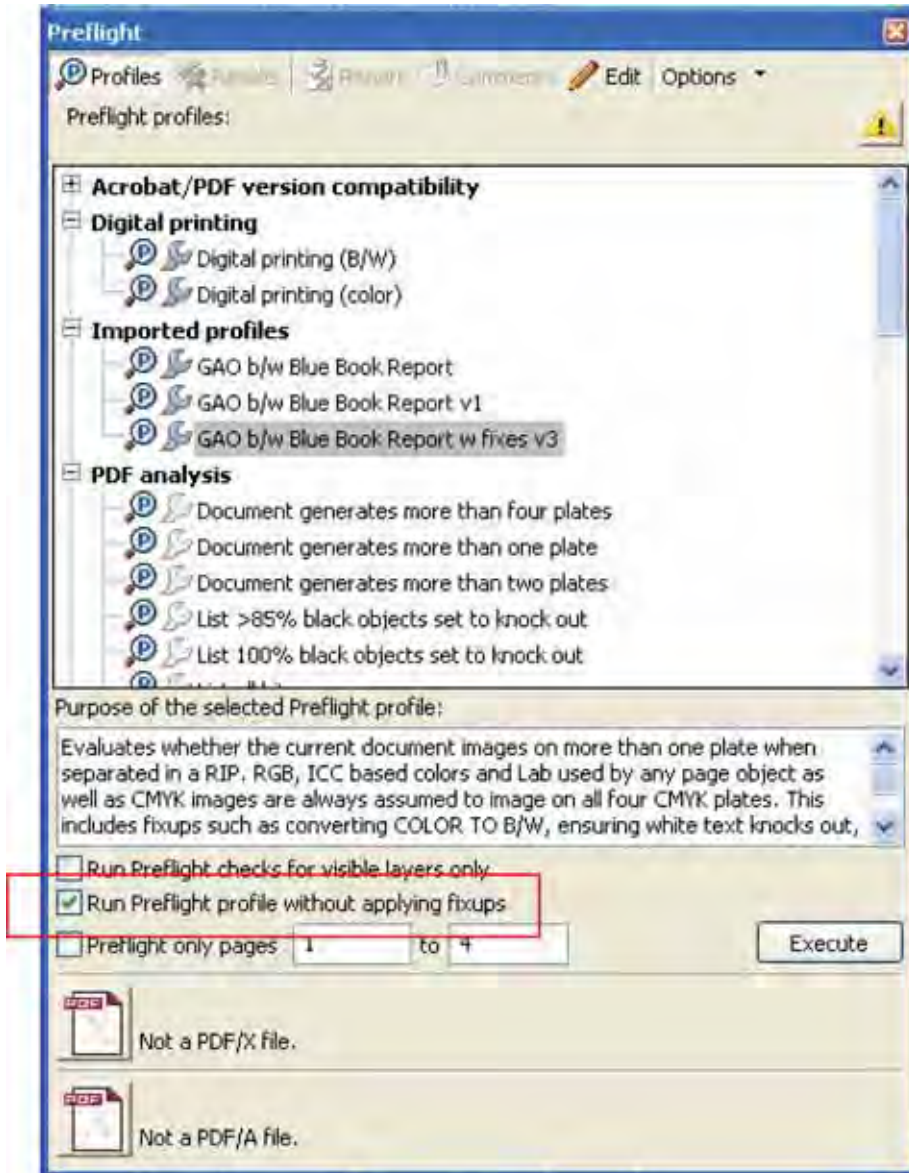 Preflight
Profiles Results Report Comments Edit Options
Preflight profiles:
Acrobat/PDF version compatibility
Digital printing
Digital printing (B/W)
Digital printing (color)
Imported profiles
GAO b/w Blue Book Report
GAO b/w Blue Book Report v1
GAO b/w Blue Book Report w fixes v3
PDF analysis
Document generates more than four plates
Document generates more than one plate
Document generates more than two plates
List >85% black objects set to knock out
List 100% black objects set to knock out
Purpose of the selected Preflight profile:
Evaluates whether the current document images on more than one plate when
separated in a RIP. RGB, ICC based colors and Lab used by any page object as
well as CMYK images are always assumed to image on all four CMYK plates. This
includes fixups such as converting COLOR TO B/W, ensuring white text knocks out,
Run Preflight checks for visible layers only
Run Preflight profile without applying fixups
Preflight only pages 1 to 4 Execute
PDF
Not a PDF/X file.
PDF
Not a PDF/A file.